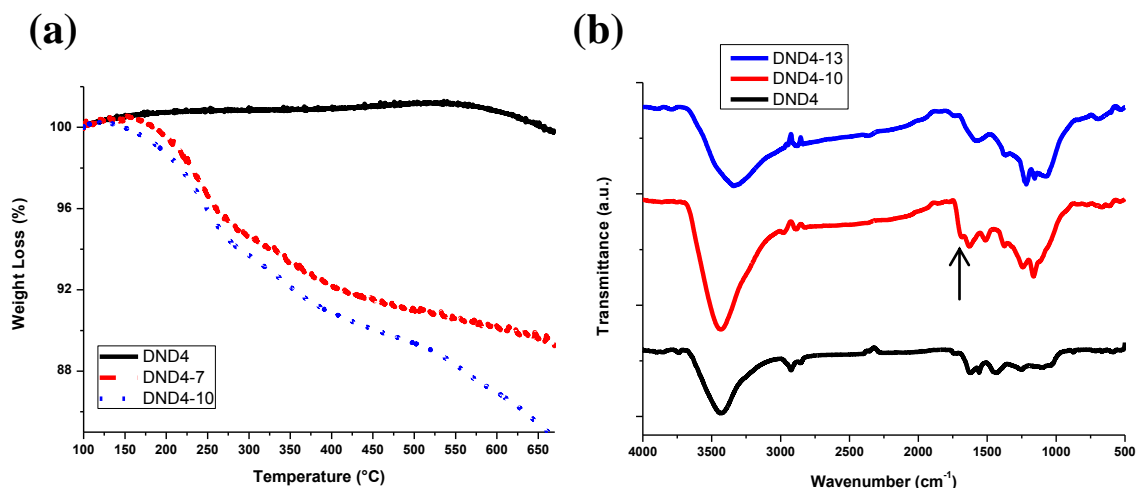 (a)
100
96
92
88
Weight Loss (%)
DND4
DND4-7
DND4-10
100 150 200 250 300 350 400 450 500 550 600 650
Temperature (°C)
(b)
DND4-13
DND4-10
DND4
Transmittance (a.u.)
4000 3500 3000 2500 2000 1500 1000 500
Wavenumber (cm⁻¹)